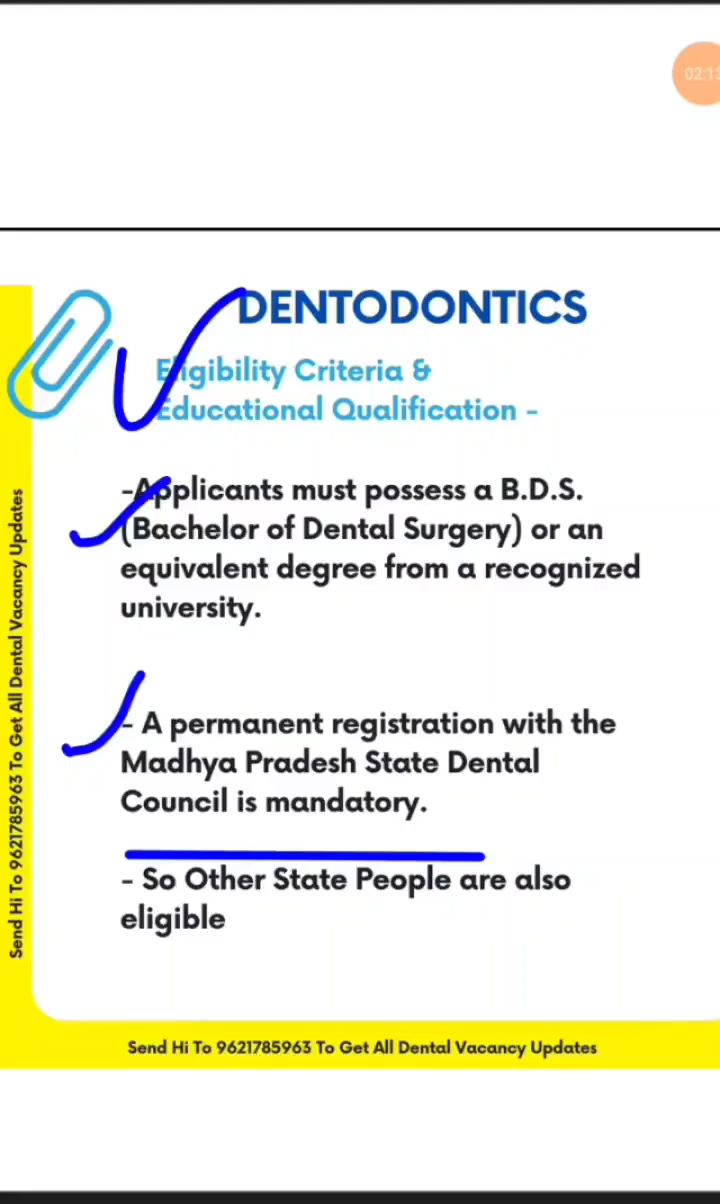 02:1
DENTODONTICS
Eligibility Criteria &
Educational Qualification -
-Applicants must possess a B.D.S.
(Bachelor of Dental Surgery) or an
equivalent degree from a recognized
university.
- A permanent registration with the
Madhya Pradesh State Dental
Council is mandatory.
- So Other State People are also
eligible
Send Hi To 9621785963 To Get All Dental Vacancy Updates
Send Hi To 9621785963 To Get All Dental Vacancy Updates